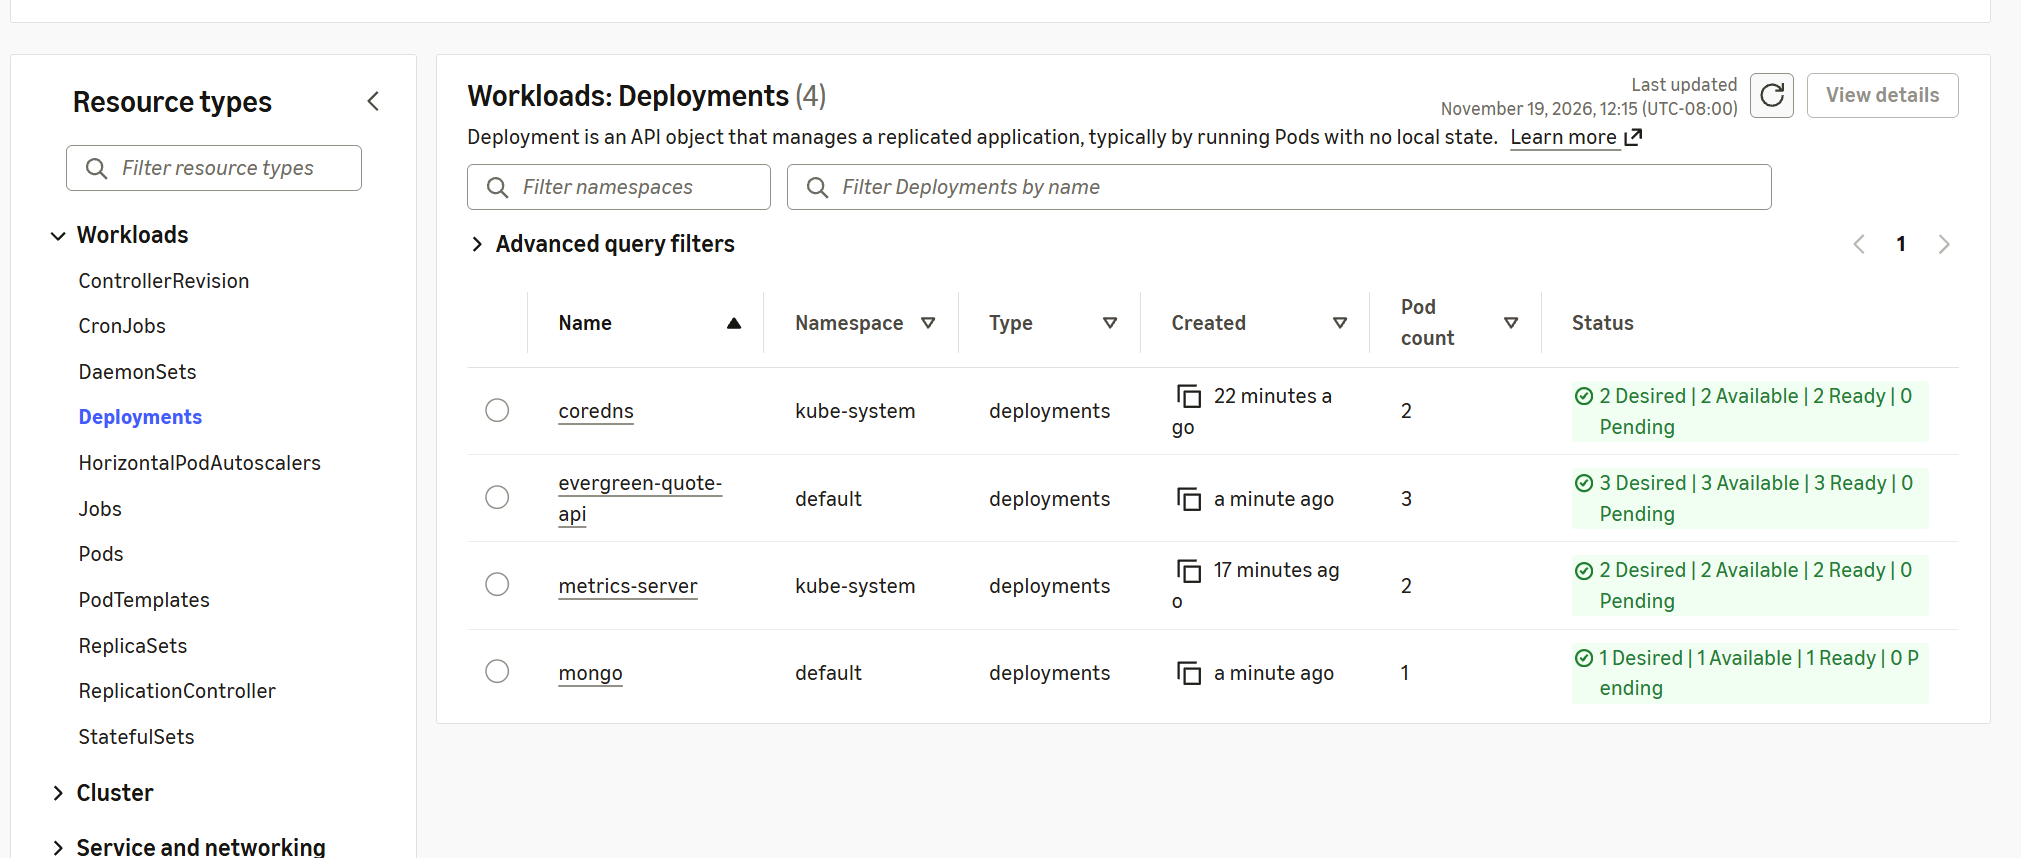 Resource types
Filter resource types
Workloads
ControllerRevision
CronJobs
DaemonSets
Deployments
HorizontalPodAutoscalers
Jobs
Pods
PodTemplates
ReplicaSets
ReplicationController
StatefulSets
Cluster
Service and networking
Workloads: Deployments (4)
Last updated
November 19, 2026, 12:15 (UTC-08:00)
View details
Deployment is an API object that manages a replicated application, typically by running Pods with no local state. Learn more
Filter namespaces
Filter Deployments by name
Advanced query filters
1
Name
Namespace
Type
Created
Pod
count
Status
coredns
kube-system
deployments
22 minutes a
go
2
2 Desired | 2 Available | 2 Ready | 0
Pending
evergreen-quote-
api
default
deployments
a minute ago
3
3 Desired | 3 Available | 3 Ready | 0
Pending
metrics-server
kube-system
deployments
17 minutes ag
o
2
2 Desired | 2 Available | 2 Ready | 0
Pending
mongo
default
deployments
a minute ago
1
1 Desired | 1 Available | 1 Ready | 0 P
ending